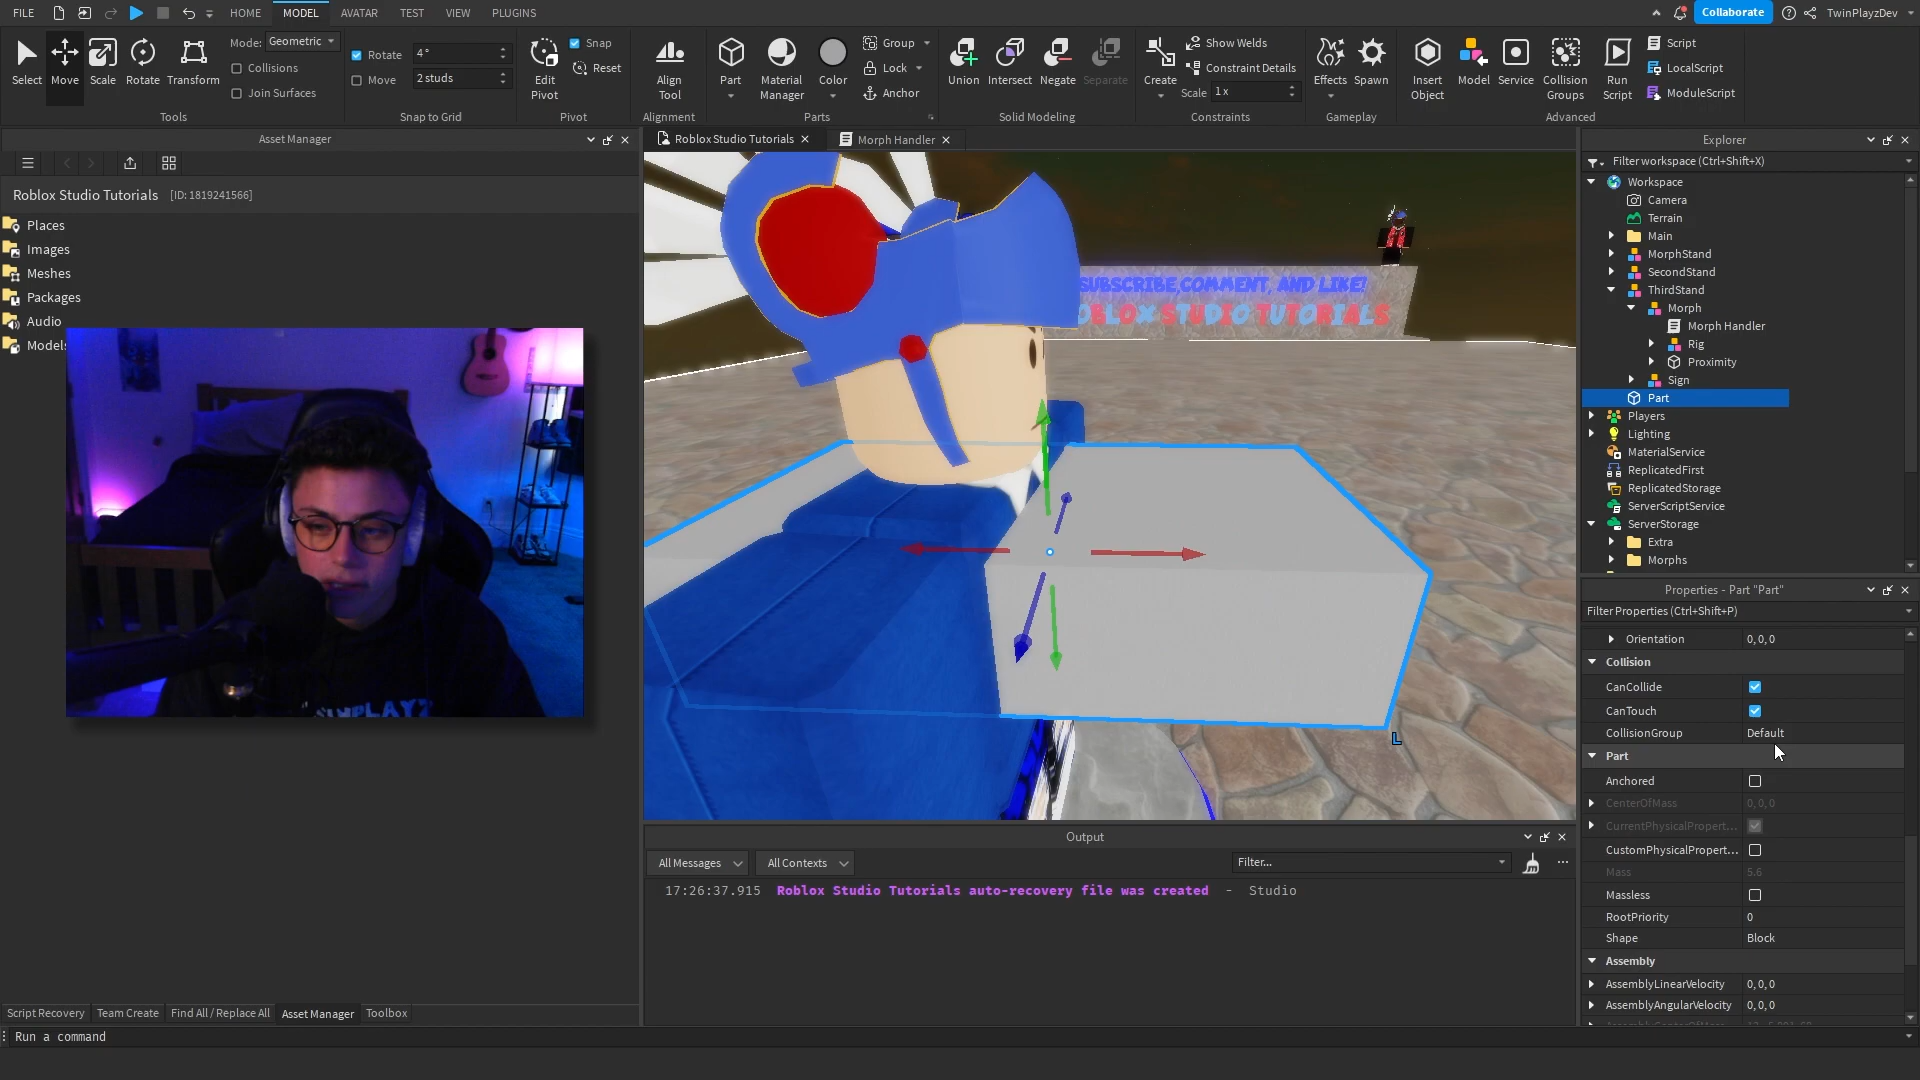 FILE HOME MODEL AVATAR TEST VIEW PLUGINS Collaborate TwinPlayzDev
Select Move Scale Rotate Transform
Mode: Geometric
Collisions
Join Surfaces
Tools
Rotate 4°
Move 2 studs
Snap to Grid
Edit Pivot
Snap
Reset
Pivot
Align Tool
Alignment
Part Material Manager Color
Group
Lock
Anchor
Parts
Union Intersect Negate Separate
Solid Modeling
Create
Show Welds
Constraint Details
Scale 1 x
Constraints
Effects Spawn
Gameplay
Insert Object Model Service Collision Groups Run Script
Script
LocalScript
ModuleScript
Advanced
Asset Manager
Roblox Studio Tutorials [ID: 1819241566]
Places
Images
Meshes
Packages
Audio
Models
Roblox Studio Tutorials Morph Handler
SUBSCRIBE,COMMENT, AND LIKE!
ROBLOX STUDIO TUTORIALS
L
Output
All Messages All Contexts Filter...
17:26:37.915 Roblox Studio Tutorials auto-recovery file was created - Studio
Explorer
Filter workspace (Ctrl+Shift+X)
Workspace
Camera
Terrain
Main
MorphStand
SecondStand
ThirdStand
Morph
Morph Handler
Rig
Proximity
Sign
Part
Players
Lighting
MaterialService
ReplicatedFirst
ReplicatedStorage
ServerScriptService
ServerStorage
Extra
Morphs
Properties - Part "Part"
Filter Properties (Ctrl+Shift+P)
Orientation 0, 0, 0
Collision
CanCollide
CanTouch
CollisionGroup Default
Part
Anchored
CenterOfMass 0, 0, 0
CurrentPhysicalPropert...
CustomPhysicalPropert...
Mass 5.6
Massless
RootPriority 0
Shape Block
Assembly
AssemblyLinearVelocity 0, 0, 0
AssemblyAngularVelocity 0, 0, 0
Script Recovery Team Create Find All / Replace All Asset Manager Toolbox
Run a command